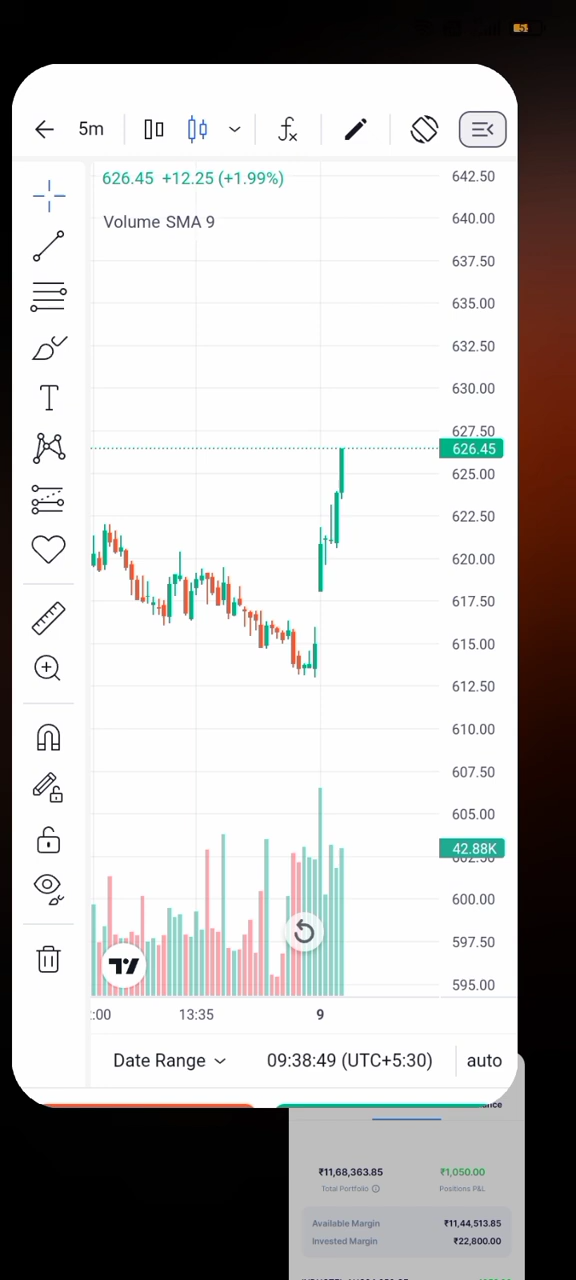 5m
626.45 +12.25 (+1.99%)
Volume SMA 9
642.50
640.00
637.50
635.00
632.50
630.00
627.50
626.45
625.00
622.50
620.00
617.50
615.00
612.50
610.00
607.50
605.00
42.88K
602.50
600.00
597.50
595.00
:00 13:35 9
Date Range 09:38:49 (UTC+5:30) auto
₹11,68,363.85 ₹1,050.00
Total Portfolio Positions P&L
Available Margin ₹11,44,513.85
Invested Margin ₹22,800.00